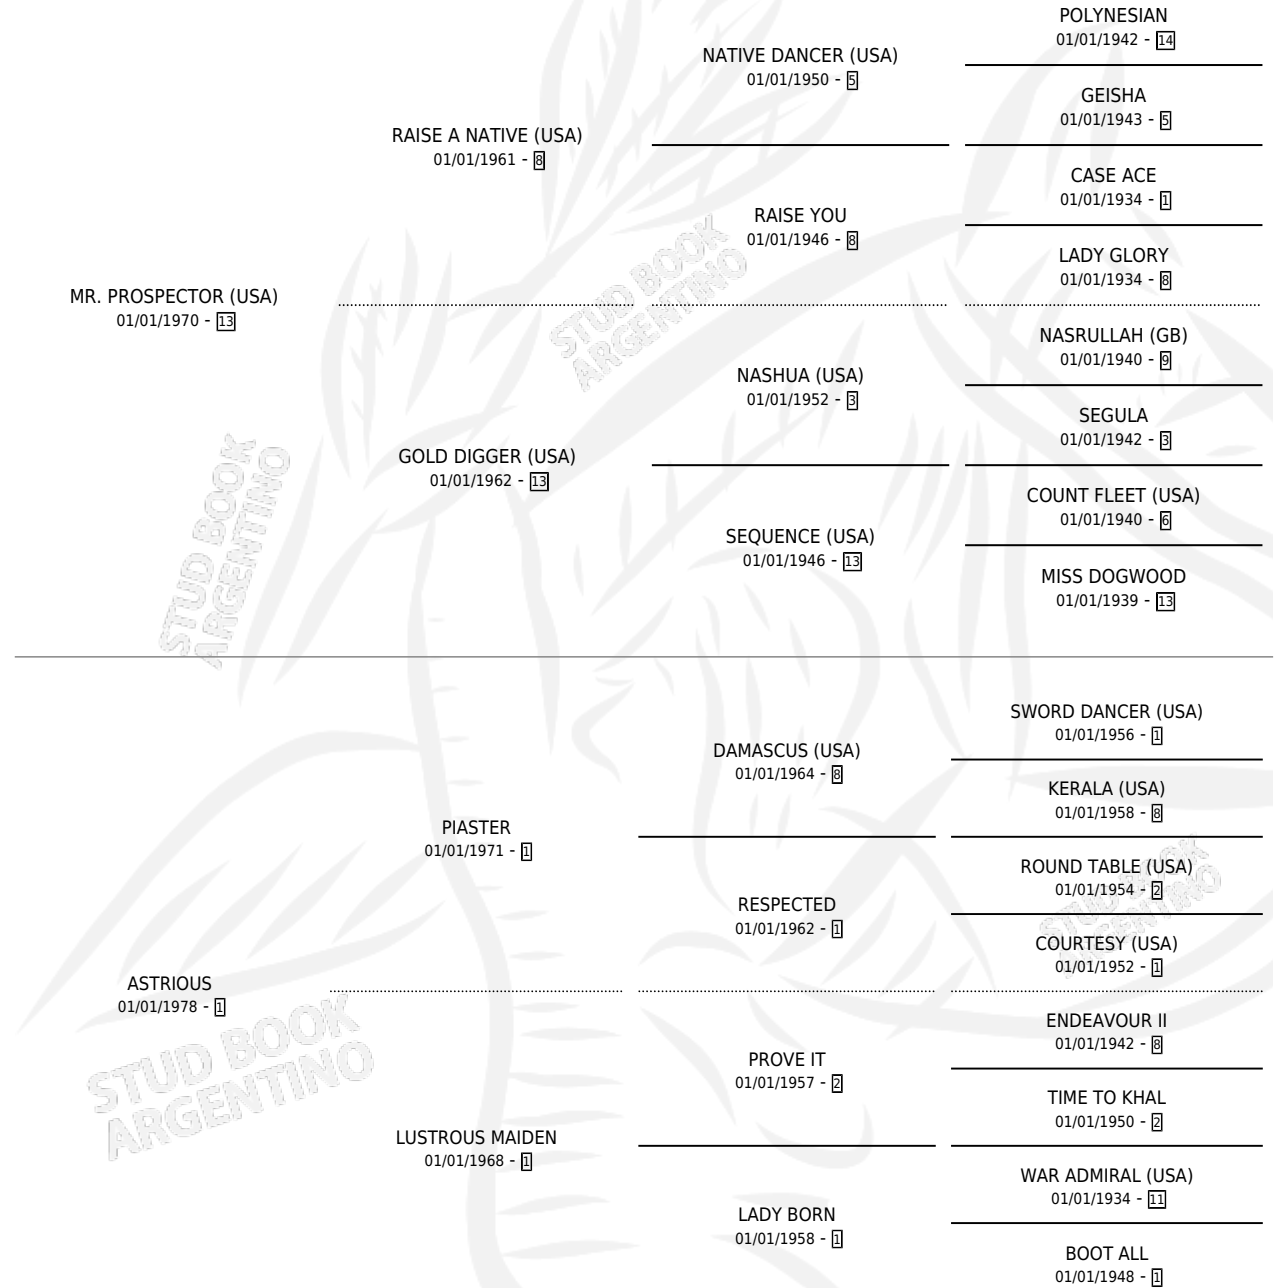 POLYNESIAN
01/01/1942 - 14
NATIVE DANCER (USA)
01/01/1950 - 5
GEISHA
01/01/1943 - 5
RAISE A NATIVE (USA)
01/01/1961 - 8
CASE ACE
01/01/1934 - 1
RAISE YOU
01/01/1946 - 8
LADY GLORY
01/01/1934 - 8
MR. PROSPECTOR (USA)
01/01/1970 - 13
STUD BOOK
ARGENTINO
NASRULLAH (GB)
01/01/1940 - 9
NASHUA (USA)
01/01/1952 - 3
SEGULA
01/01/1942 - 3
GOLD DIGGER (USA)
01/01/1962 - 13
COUNT FLEET (USA)
01/01/1940 - 6
SEQUENCE (USA)
01/01/1946 - 13
MISS DOGWOOD
01/01/1939 - 13
STUD BOOK
ARGENTINO
SWORD DANCER (USA)
01/01/1956 - 1
DAMASCUS (USA)
01/01/1964 - 8
KERALA (USA)
01/01/1958 - 8
PIASTER
01/01/1971 - 1
ROUND TABLE (USA)
01/01/1954 - 2
RESPECTED
01/01/1962 - 1
COURTESY (USA)
01/01/1952 - 1
STUD BOOK
ARGENTINO
ASTRIOUS
01/01/1978 - 1
ENDEAVOUR II
01/01/1942 - 8
PROVE IT
01/01/1957 - 2
TIME TO KHAL
01/01/1950 - 2
STUD BOOK
ARGENTINO
LUSTROUS MAIDEN
01/01/1968 - 1
WAR ADMIRAL (USA)
01/01/1934 - 11
LADY BORN
01/01/1958 - 1
BOOT ALL
01/01/1948 - 1